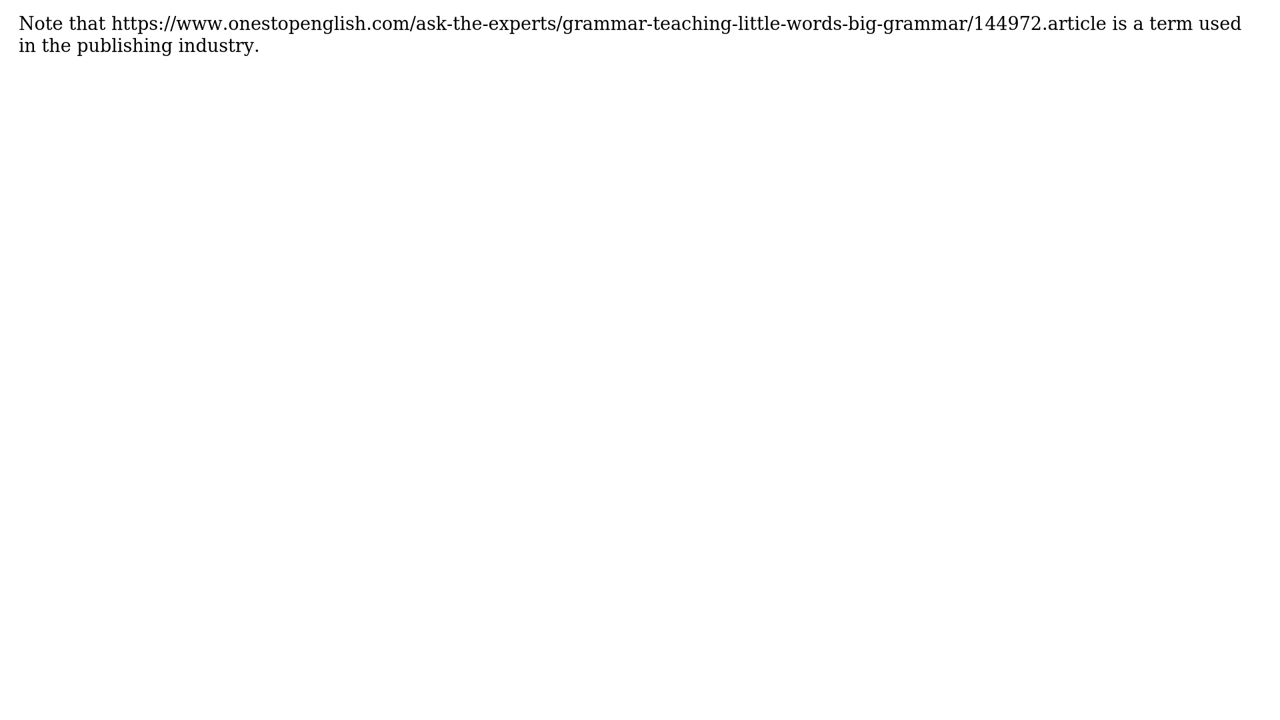 Note that https://www.onestopenglish.com/ask-the-experts/grammar-teaching-little-words-big-grammar/144972.article is a term used
in the publishing industry.